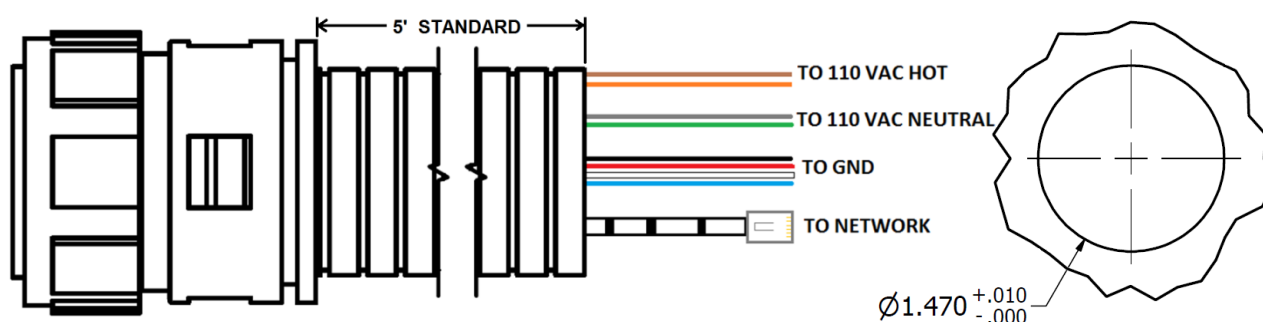 5' STANDARD
TO 110 VAC HOT
TO 110 VAC NEUTRAL
TO GND
TO NETWORK
Ø1.470 +.010
-.000